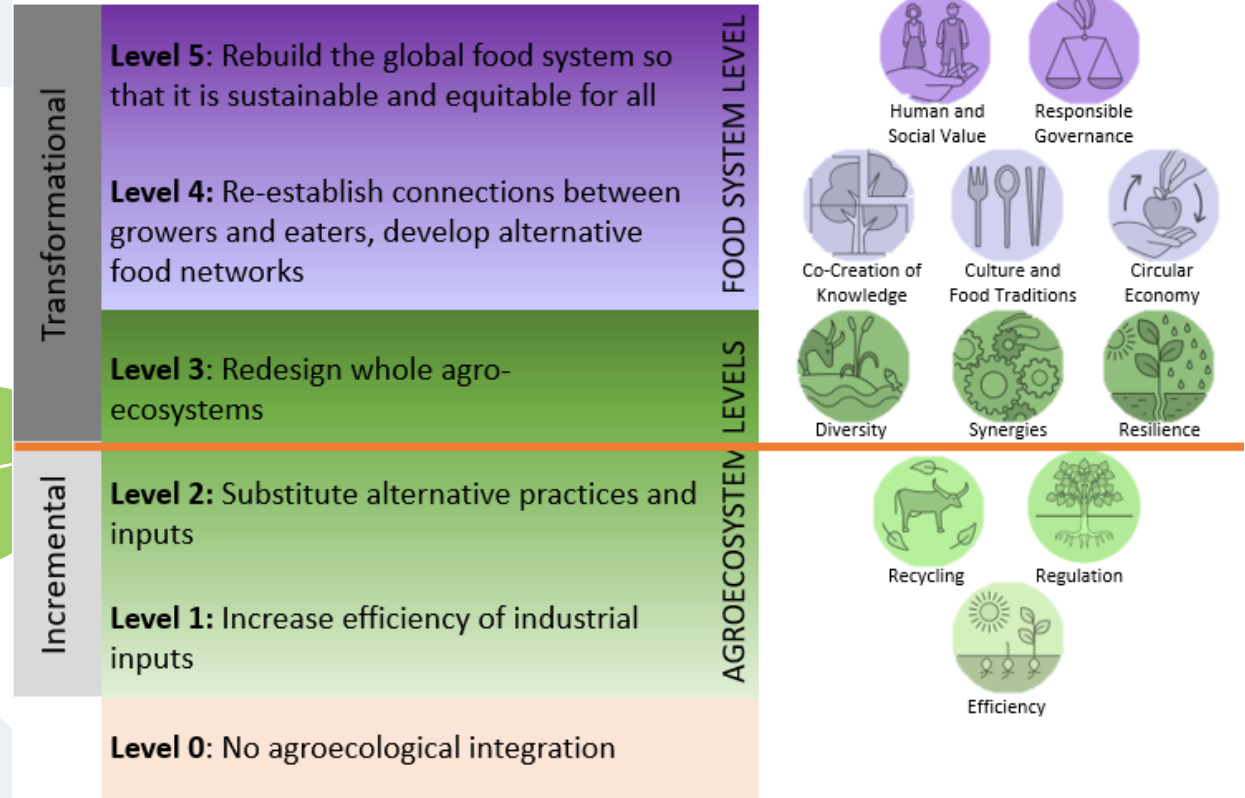 Transformational
Level 5: Rebuild the global food system so
that it is sustainable and equitable for all
Level 4: Re-establish connections between
growers and eaters, develop alternative
food networks
FOOD SYSTEM LEVEL
Level 3: Redesign whole agro-
ecosystems
Incremental
Level 2: Substitute alternative practices and
inputs
Level 1: Increase efficiency of industrial
inputs
AGROECOSYSTEM LEVELS
Level 0: No agroecological integration
Human and
Social Value
Responsible
Governance
Co-Creation of
Knowledge
Culture and
Food Traditions
Circular
Economy
Diversity
Synergies
Resilience
Recycling
Regulation
Efficiency